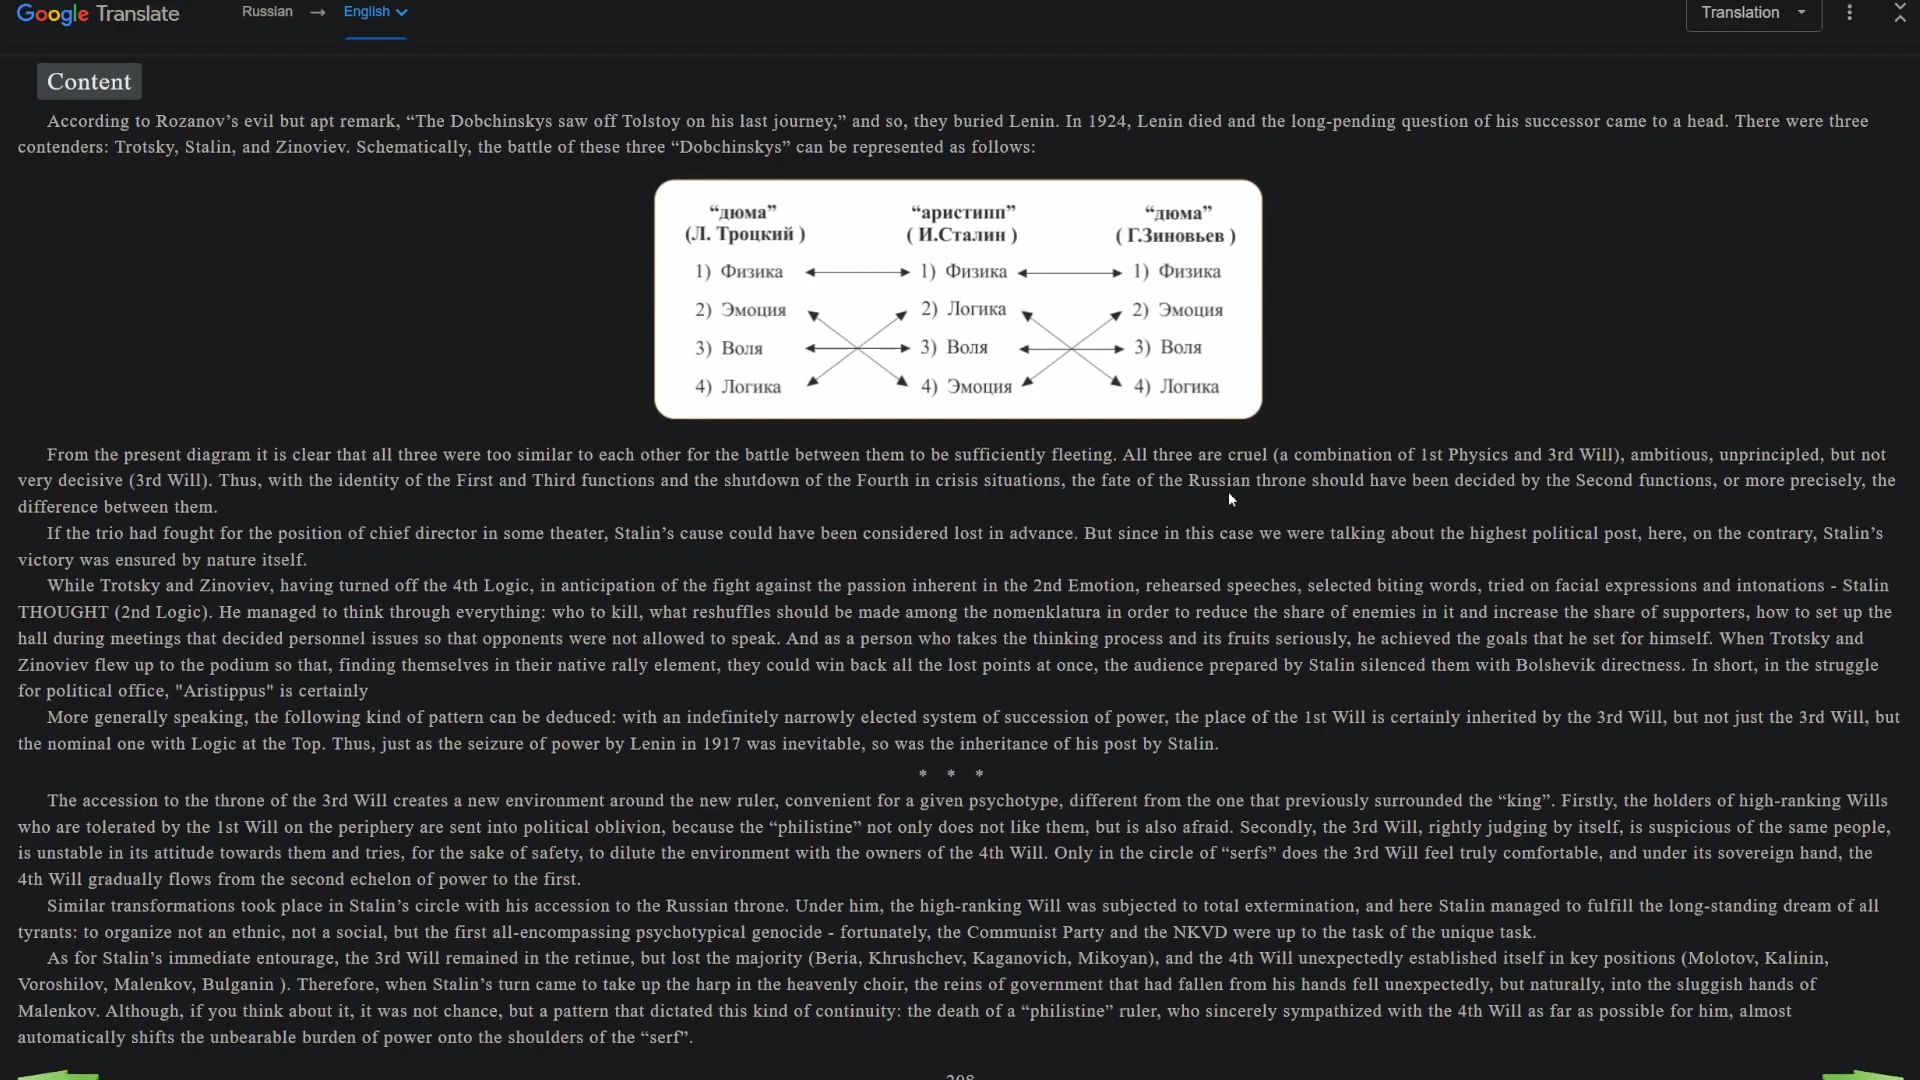 Google Translate Russian → English Translation
Content
According to Rozanov’s evil but apt remark, “The Dobchinskys saw off Tolstoy on his last journey,” and so, they buried Lenin. In 1924, Lenin died and the long-pending question of his successor came to a head. There were three
contenders: Trotsky, Stalin, and Zinoviev. Schematically, the battle of these three “Dobchinskys” can be represented as follows:
“дюма” “аристипп” “дюма”
(Л. Троцкий ) ( И.Сталин ) ( Г.Зиновьев )
1) Физика 1) Физика 1) Физика
2) Эмоция 2) Логика 2) Эмоция
3) Воля 3) Воля 3) Воля
4) Логика 4) Эмоция 4) Логика
From the present diagram it is clear that all three were too similar to each other for the battle between them to be sufficiently fleeting. All three are cruel (a combination of 1st Physics and 3rd Will), ambitious, unprincipled, but not
very decisive (3rd Will). Thus, with the identity of the First and Third functions and the shutdown of the Fourth in crisis situations, the fate of the Russian throne should have been decided by the Second functions, or more precisely, the
difference between them.
If the trio had fought for the position of chief director in some theater, Stalin’s cause could have been considered lost in advance. But since in this case we were talking about the highest political post, here, on the contrary, Stalin’s
victory was ensured by nature itself.
While Trotsky and Zinoviev, having turned off the 4th Logic, in anticipation of the fight against the passion inherent in the 2nd Emotion, rehearsed speeches, selected biting words, tried on facial expressions and intonations - Stalin
THOUGHT (2nd Logic). He managed to think through everything: who to kill, what reshuffles should be made among the nomenklatura in order to reduce the share of enemies in it and increase the share of supporters, how to set up the
hall during meetings that decided personnel issues so that opponents were not allowed to speak. And as a person who takes the thinking process and its fruits seriously, he achieved the goals that he set for himself. When Trotsky and
Zinoviev flew up to the podium so that, finding themselves in their native rally element, they could win back all the lost points at once, the audience prepared by Stalin silenced them with Bolshevik directness. In short, in the struggle
for political office, "Aristippus" is certainly
More generally speaking, the following kind of pattern can be deduced: with an indefinitely narrowly elected system of succession of power, the place of the 1st Will is certainly inherited by the 3rd Will, but not just the 3rd Will, but
the nominal one with Logic at the Top. Thus, just as the seizure of power by Lenin in 1917 was inevitable, so was the inheritance of his post by Stalin.
* * *
The accession to the throne of the 3rd Will creates a new environment around the new ruler, convenient for a given psychotype, different from the one that previously surrounded the “king”. Firstly, the holders of high-ranking Wills
who are tolerated by the 1st Will on the periphery are sent into political oblivion, because the “philistine” not only does not like them, but is also afraid. Secondly, the 3rd Will, rightly judging by itself, is suspicious of the same people,
is unstable in its attitude towards them and tries, for the sake of safety, to dilute the environment with the owners of the 4th Will. Only in the circle of “serfs” does the 3rd Will feel truly comfortable, and under its sovereign hand, the
4th Will gradually flows from the second echelon of power to the first.
Similar transformations took place in Stalin’s circle with his accession to the Russian throne. Under him, the high-ranking Will was subjected to total extermination, and here Stalin managed to fulfill the long-standing dream of all
tyrants: to organize not an ethnic, not a social, but the first all-encompassing psychotypical genocide - fortunately, the Communist Party and the NKVD were up to the task of the unique task.
As for Stalin’s immediate entourage, the 3rd Will remained in the retinue, but lost the majority (Beria, Khrushchev, Kaganovich, Mikoyan), and the 4th Will unexpectedly established itself in key positions (Molotov, Kalinin,
Voroshilov, Malenkov, Bulganin ). Therefore, when Stalin’s turn came to take up the harp in the heavenly choir, the reins of government that had fallen from his hands fell unexpectedly, but naturally, into the sluggish hands of
Malenkov. Although, if you think about it, it was not chance, but a pattern that dictated this kind of continuity: the death of a “philistine” ruler, who sincerely sympathized with the 4th Will as far as possible for him, almost
automatically shifts the unbearable burden of power onto the shoulders of the “serf”.